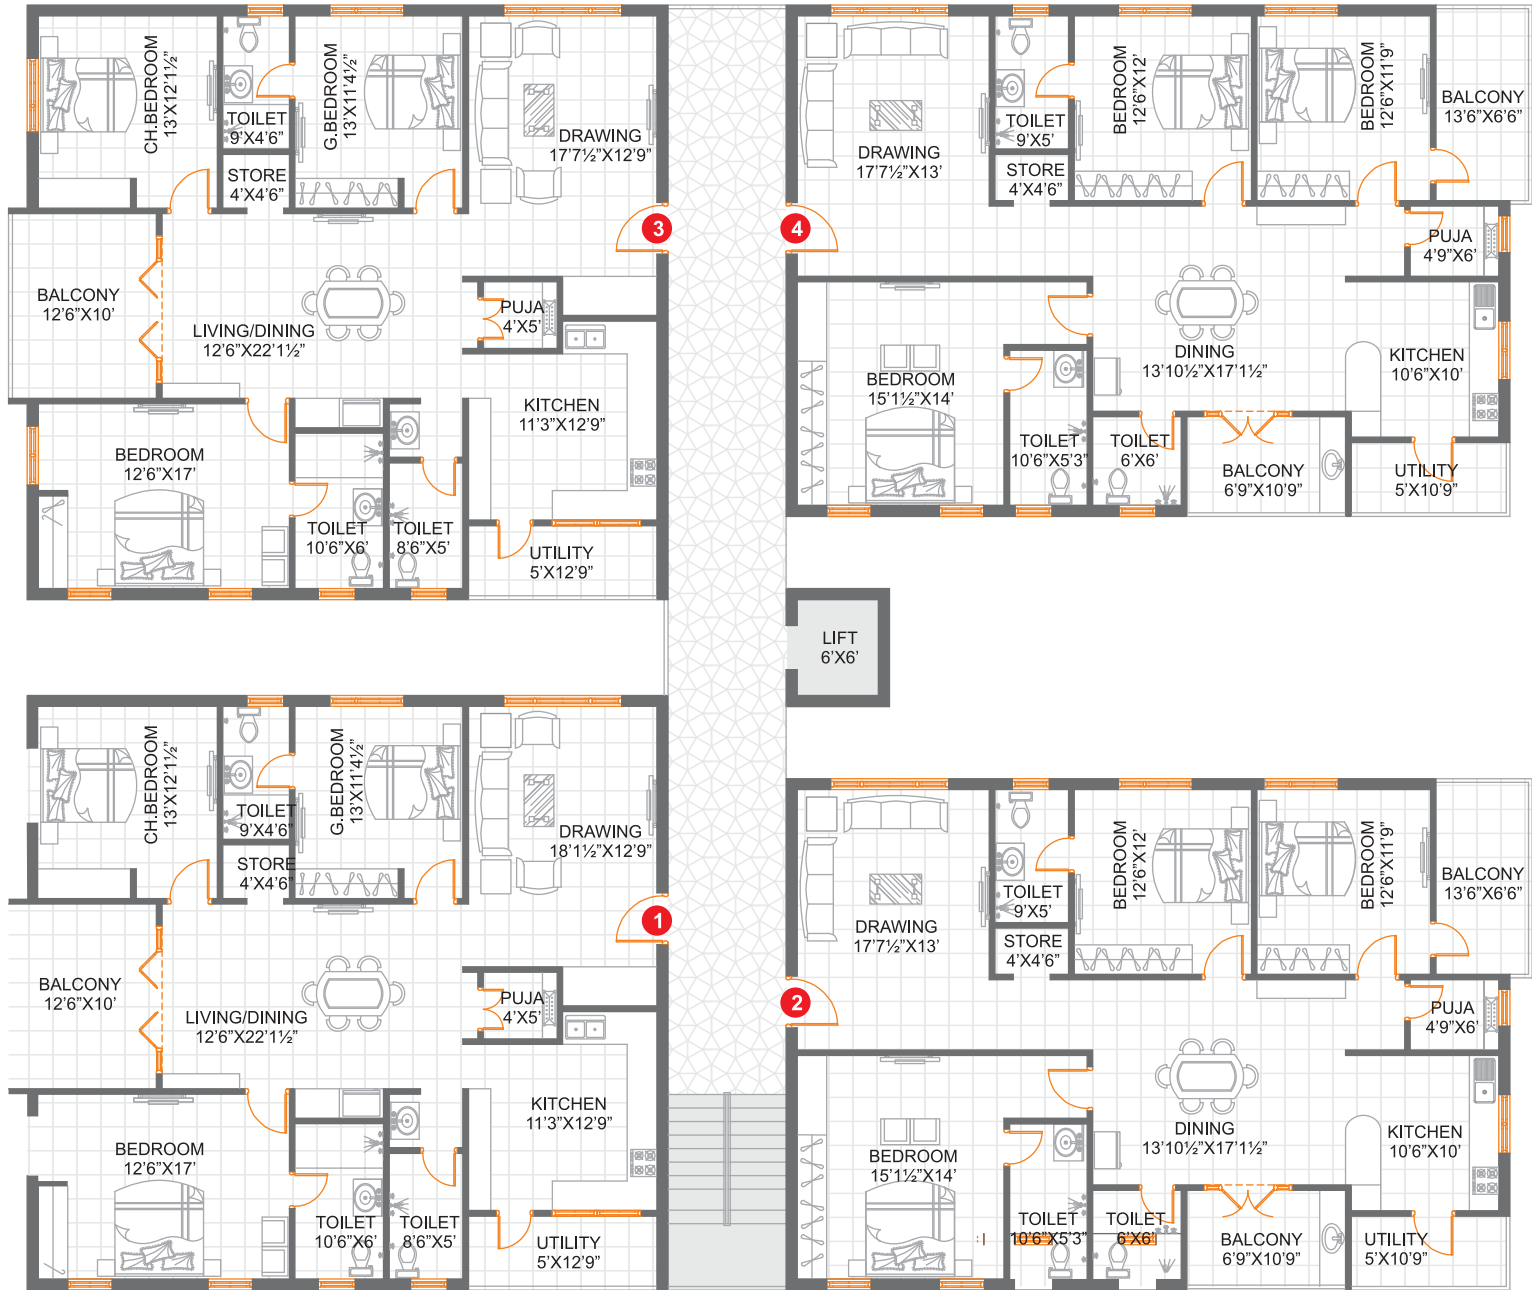 CH.BEDROOM
13'X12'1½"
TOILET
9'X4'6"
STORE
4'X4'6"
G.BEDROOM
13'X11'4½"
DRAWING
17'7½"X12'9"
3
BALCONY
12'6"X10'
LIVING/DINING
12'6"X22'1½"
PUJA
4'X5'
KITCHEN
11'3"X12'9"
BEDROOM
12'6"X17'
TOILET
10'6"X6'
TOILET
8'6"X5'
UTILITY
5'X12'9"
4
DRAWING
17'7½"X13'
TOILET
9'X5'
STORE
4'X4'6"
BEDROOM
12'6"X12'
BEDROOM
12'6"X11'9"
BALCONY
13'6"X6'6"
PUJA
4'9"X6'
DINING
13'10½"X17'1½"
KITCHEN
10'6"X10'
BEDROOM
15'1½"X14'
TOILET
10'6"X5'3"
TOILET
6'X6'
BALCONY
6'9"X10'9"
UTILITY
5'X10'9"
LIFT
6'X6'
CH.BEDROOM
13'X12'1½"
TOILET
9'X4'6"
STORE
4'X4'6"
G.BEDROOM
13'X11'4½"
DRAWING
18'1½"X12'9"
1
BALCONY
12'6"X10'
LIVING/DINING
12'6"X22'1½"
PUJA
4'X5'
KITCHEN
11'3"X12'9"
BEDROOM
12'6"X17'
TOILET
10'6"X6'
TOILET
8'6"X5'
UTILITY
5'X12'9"
2
DRAWING
17'7½"X13'
TOILET
9'X5'
STORE
4'X4'6"
BEDROOM
12'6"X12'
BEDROOM
12'6"X11'9"
BALCONY
13'6"X6'6"
PUJA
4'9"X6'
DINING
13'10½"X17'1½"
KITCHEN
10'6"X10'
BEDROOM
15'1½"X14'
TOILET
10'6"X5'3"
TOILET
6'X6'
BALCONY
6'9"X10'9"
UTILITY
5'X10'9"